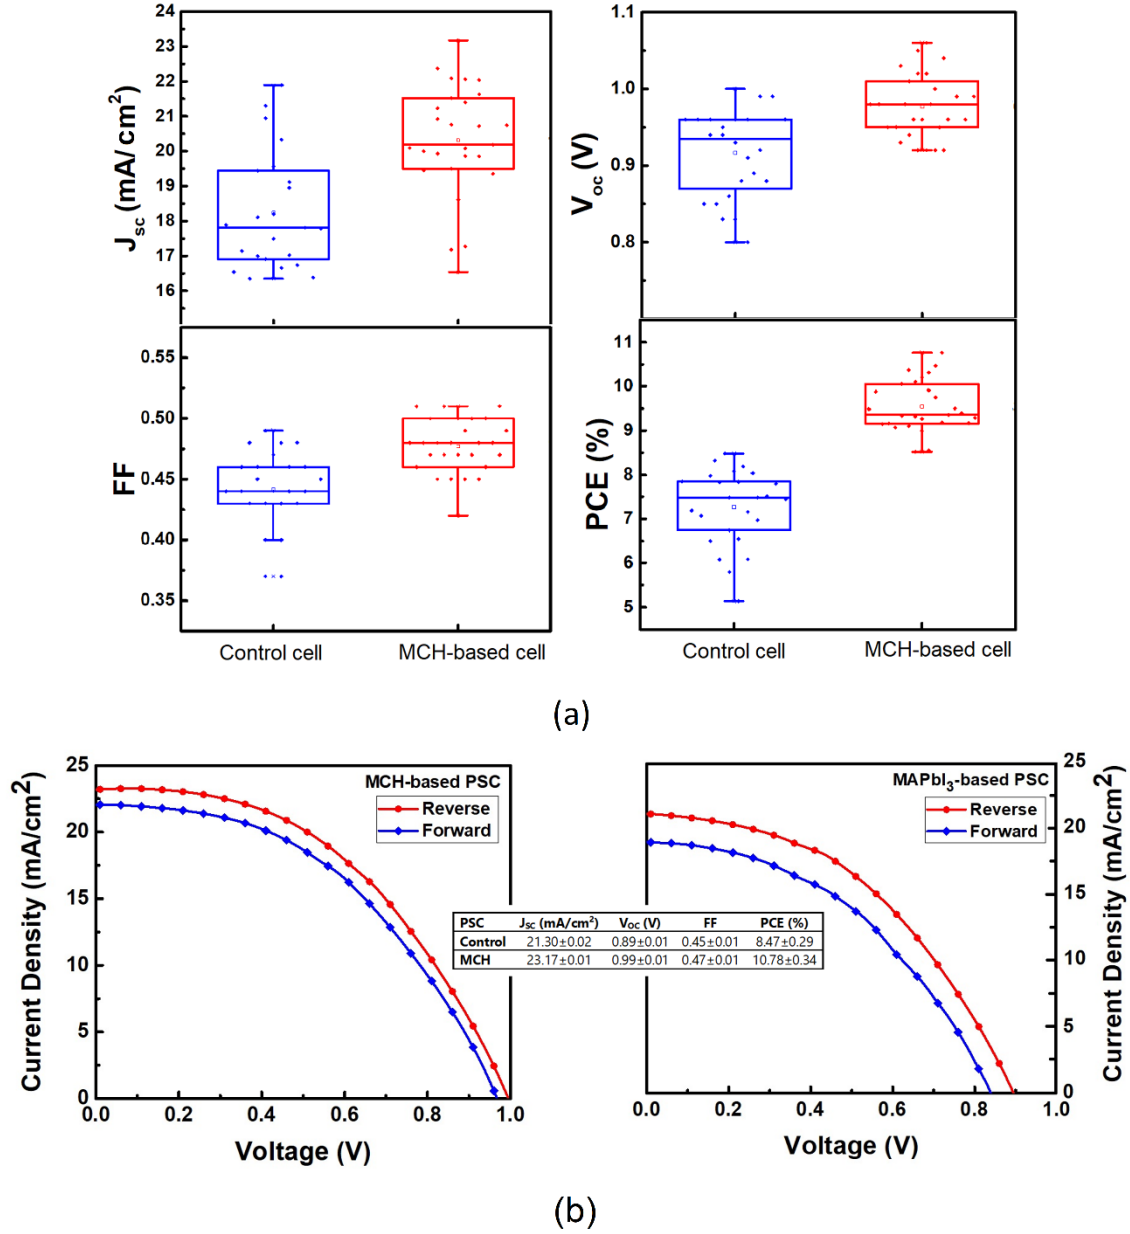 24
23
22
21
20
19
18
17
16
J_sc (mA/cm²)
1.1
1.0
0.9
0.8
V_oc (V)
0.55
0.50
0.45
0.40
0.35
FF
Control cell
MCH-based cell
11
10
9
8
7
6
5
PCE (%)
Control cell
MCH-based cell
(a)
25
20
15
10
5
0
Current Density (mA/cm²)
MCH-based PSC
Reverse
Forward
0.0 0.2 0.4 0.6 0.8 1.0
Voltage (V)
PSC J_SC (mA/cm²) V_OC (V) FF PCE (%)
Control 21.30±0.02 0.89±0.01 0.45±0.01 8.47±0.29
MCH 23.17±0.01 0.99±0.01 0.47±0.01 10.78±0.34
MAPbI₃-based PSC
Reverse
Forward
25
20
15
10
5
0
Current Density (mA/cm²)
0.0 0.2 0.4 0.6 0.8 1.0
Voltage (V)
(b)